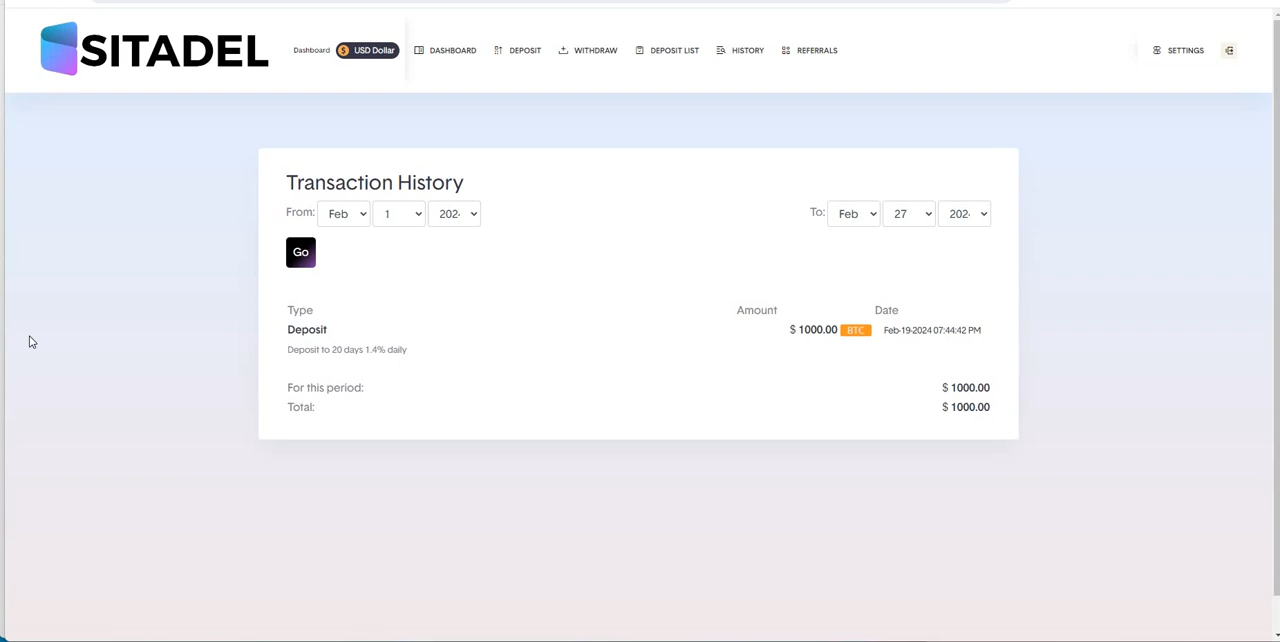 SITADEL
Dashboard USD Dollar DASHBOARD DEPOSIT WITHDRAW DEPOSIT LIST HISTORY REFERRALS SETTINGS
Transaction History
From: Feb 1 202 To: Feb 27 202
Go
Type Amount Date
Deposit $ 1000.00 BTC Feb-19-2024 07:44:42 PM
Deposit to 20 days 1.4% daily
For this period: $ 1000.00
Total: $ 1000.00